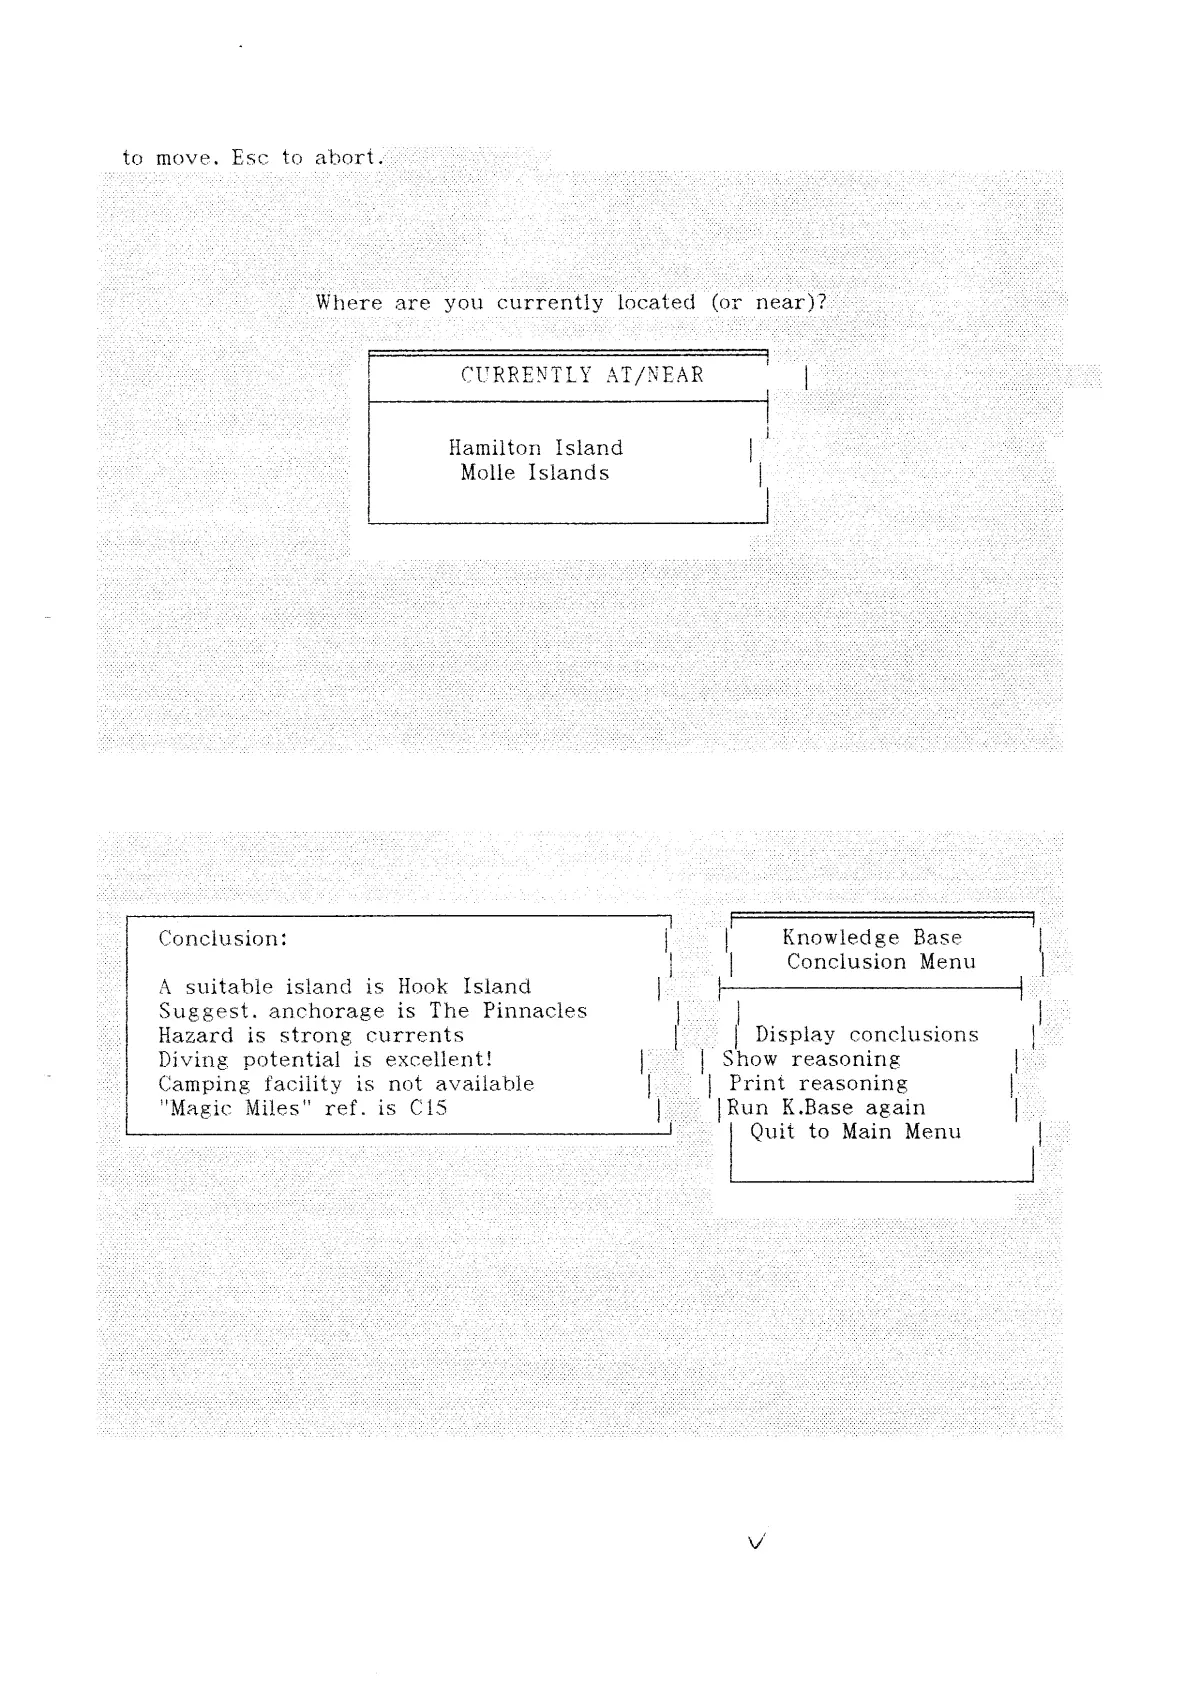 to move. Esc to abort.
Where are you currently located (or near)?
CURRENTLY AT/NEAR
Hamilton Island
Molle Islands
Conclusion:
A suitable island is Hook Island
Suggest. anchorage is The Pinnacles
Hazard is strong currents
Diving potential is excellent!
Camping facility is not available
"Magic Miles" ref. is C15
Knowledge Base
Conclusion Menu
Display conclusions
Show reasoning
Print reasoning
Run K.Base again
Quit to Main Menu